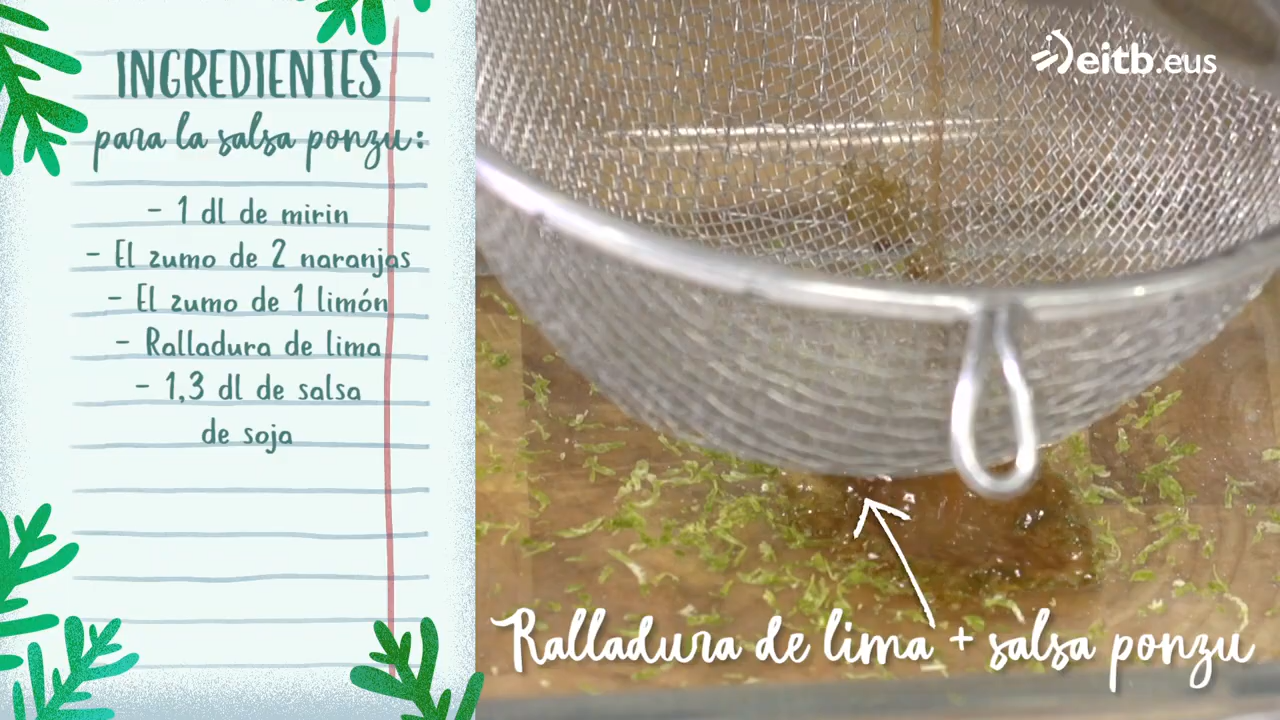 INGREDIENTES
para la salsa ponzu:
- 1 dl de mirin
- El zumo de 2 naranjas
- El zumo de 1 limón
- Ralladura de lima
- 1,3 dl de salsa
de soja
eitb.eus
Ralladura de lima + salsa ponzu